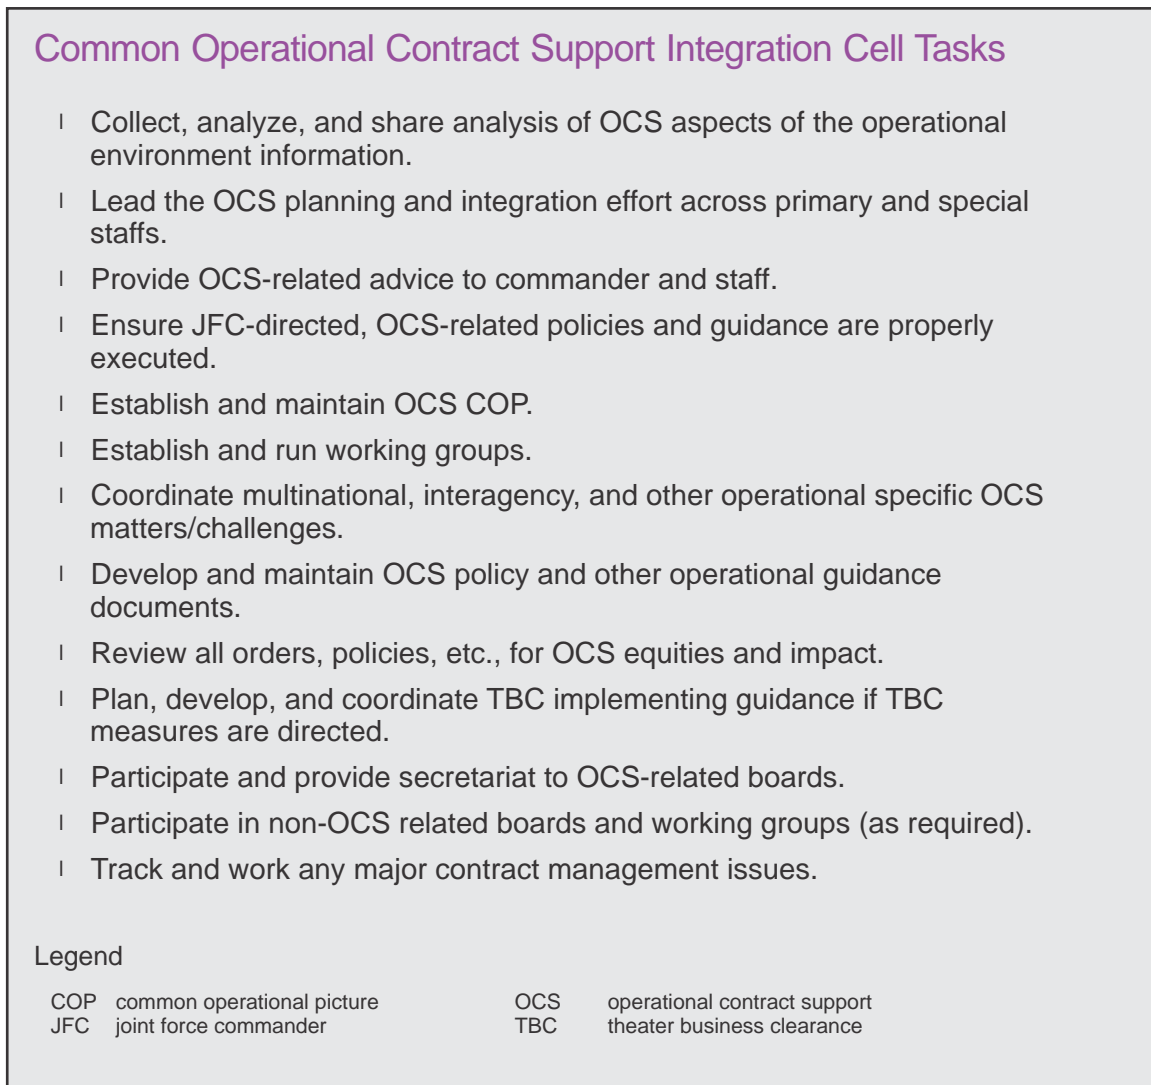 Common Operational Contract Support Integration Cell Tasks
l Collect, analyze, and share analysis of OCS aspects of the operational
environment information.
l Lead the OCS planning and integration effort across primary and special
staffs.
l Provide OCS-related advice to commander and staff.
l Ensure JFC-directed, OCS-related policies and guidance are properly
executed.
l Establish and maintain OCS COP.
l Establish and run working groups.
l Coordinate multinational, interagency, and other operational specific OCS
matters/challenges.
l Develop and maintain OCS policy and other operational guidance
documents.
l Review all orders, policies, etc., for OCS equities and impact.
l Plan, develop, and coordinate TBC implementing guidance if TBC
measures are directed.
l Participate and provide secretariat to OCS-related boards.
l Participate in non-OCS related boards and working groups (as required).
l Track and work any major contract management issues.
Legend
COP common operational picture OCS operational contract support
JFC joint force commander TBC theater business clearance